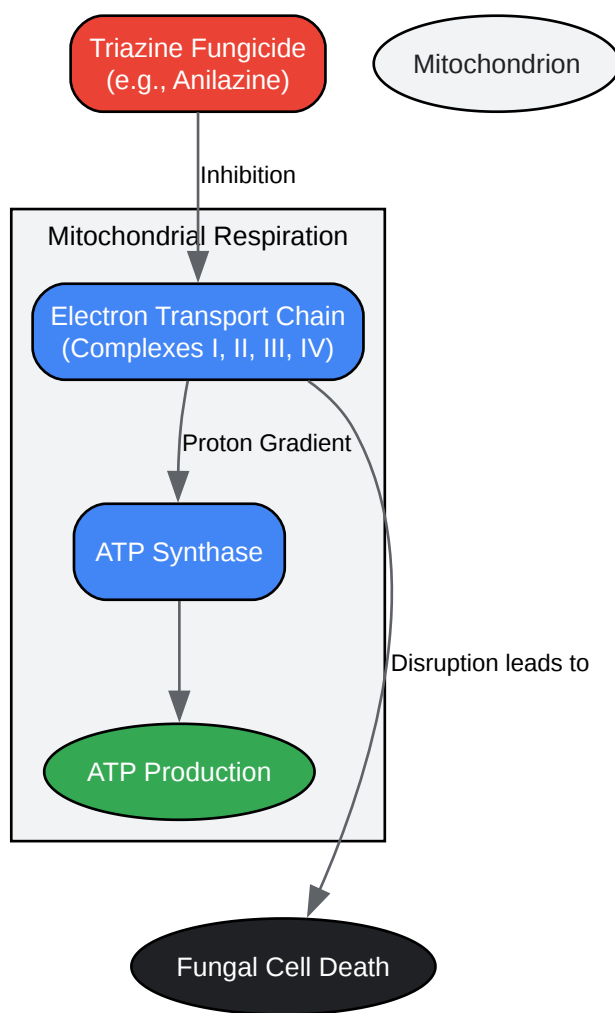 Triazine Fungicide
(e.g., Anilazine)
Mitochondrion
Inhibition
Mitochondrial Respiration
Electron Transport Chain
(Complexes I, II, III, IV)
Proton Gradient
ATP Synthase
Disruption leads to
ATP Production
Fungal Cell Death